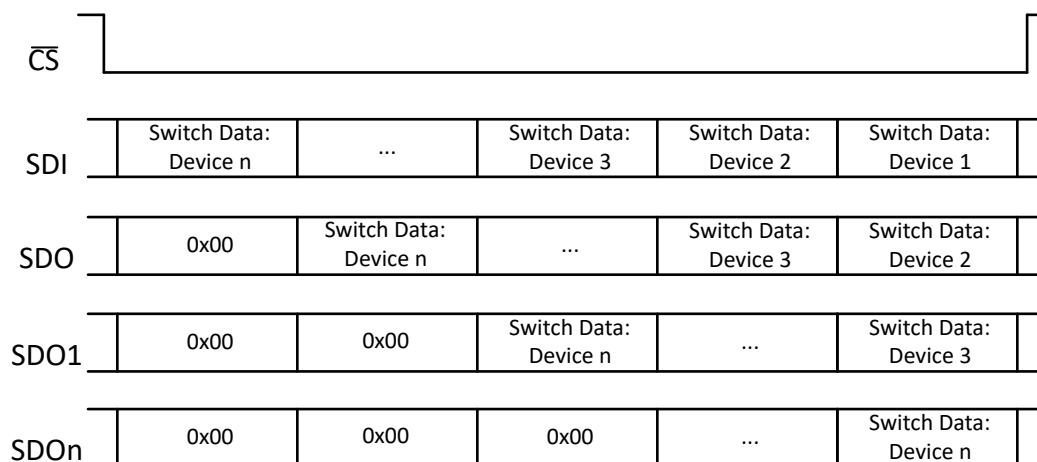 C̅S̅
SDI
Switch Data:
Device n
...
Switch Data:
Device 3
Switch Data:
Device 2
Switch Data:
Device 1
SDO
0x00
Switch Data:
Device n
...
Switch Data:
Device 3
Switch Data:
Device 2
SDO1
0x00
0x00
Switch Data:
Device n
...
Switch Data:
Device 3
SDOn
0x00
0x00
0x00
...
Switch Data:
Device n